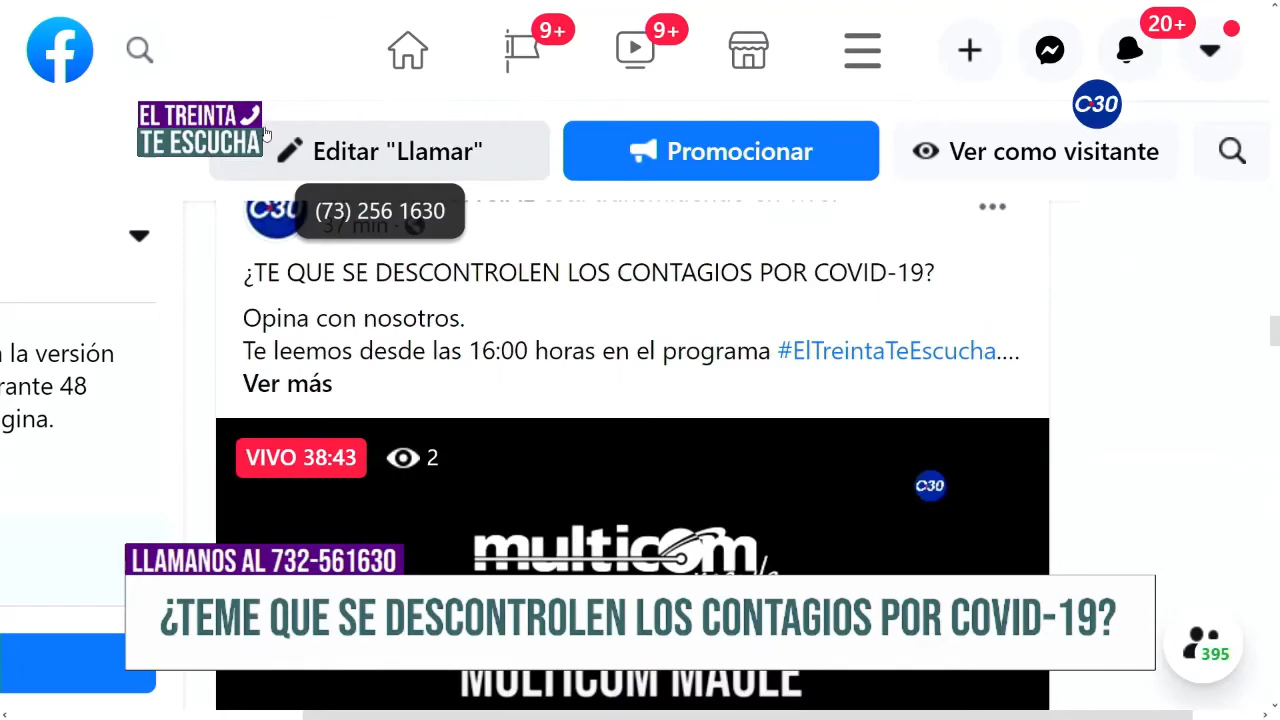 9+
9+
20+
C30
EL TREINTA
TE ESCUCHA
Editar "Llamar"
Promocionar
Ver como visitante
C30
(73) 256 1630
37 min
¿TE QUE SE DESCONTROLEN LOS CONTAGIOS POR COVID-19?
Opina con nosotros.
la versión
Te leemos desde las 16:00 horas en el programa #ElTreintaTeEscucha....
rante 48
Ver más
gina.
VIVO 38:43
2
C30
multicom
LLAMANOS AL 732-561630
¿TEME QUE SE DESCONTROLEN LOS CONTAGIOS POR COVID-19?
395
MULTICOM MAULE